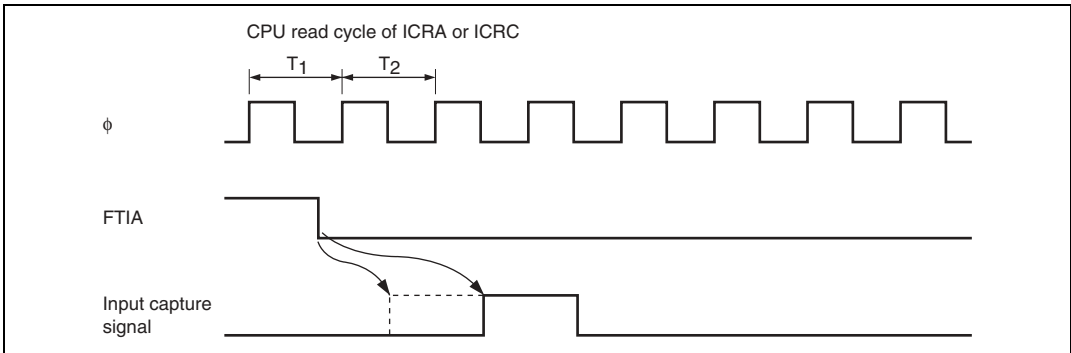 CPU read cycle of ICRA or ICRC
T1 T2
ϕ
FTIA
Input capture
signal